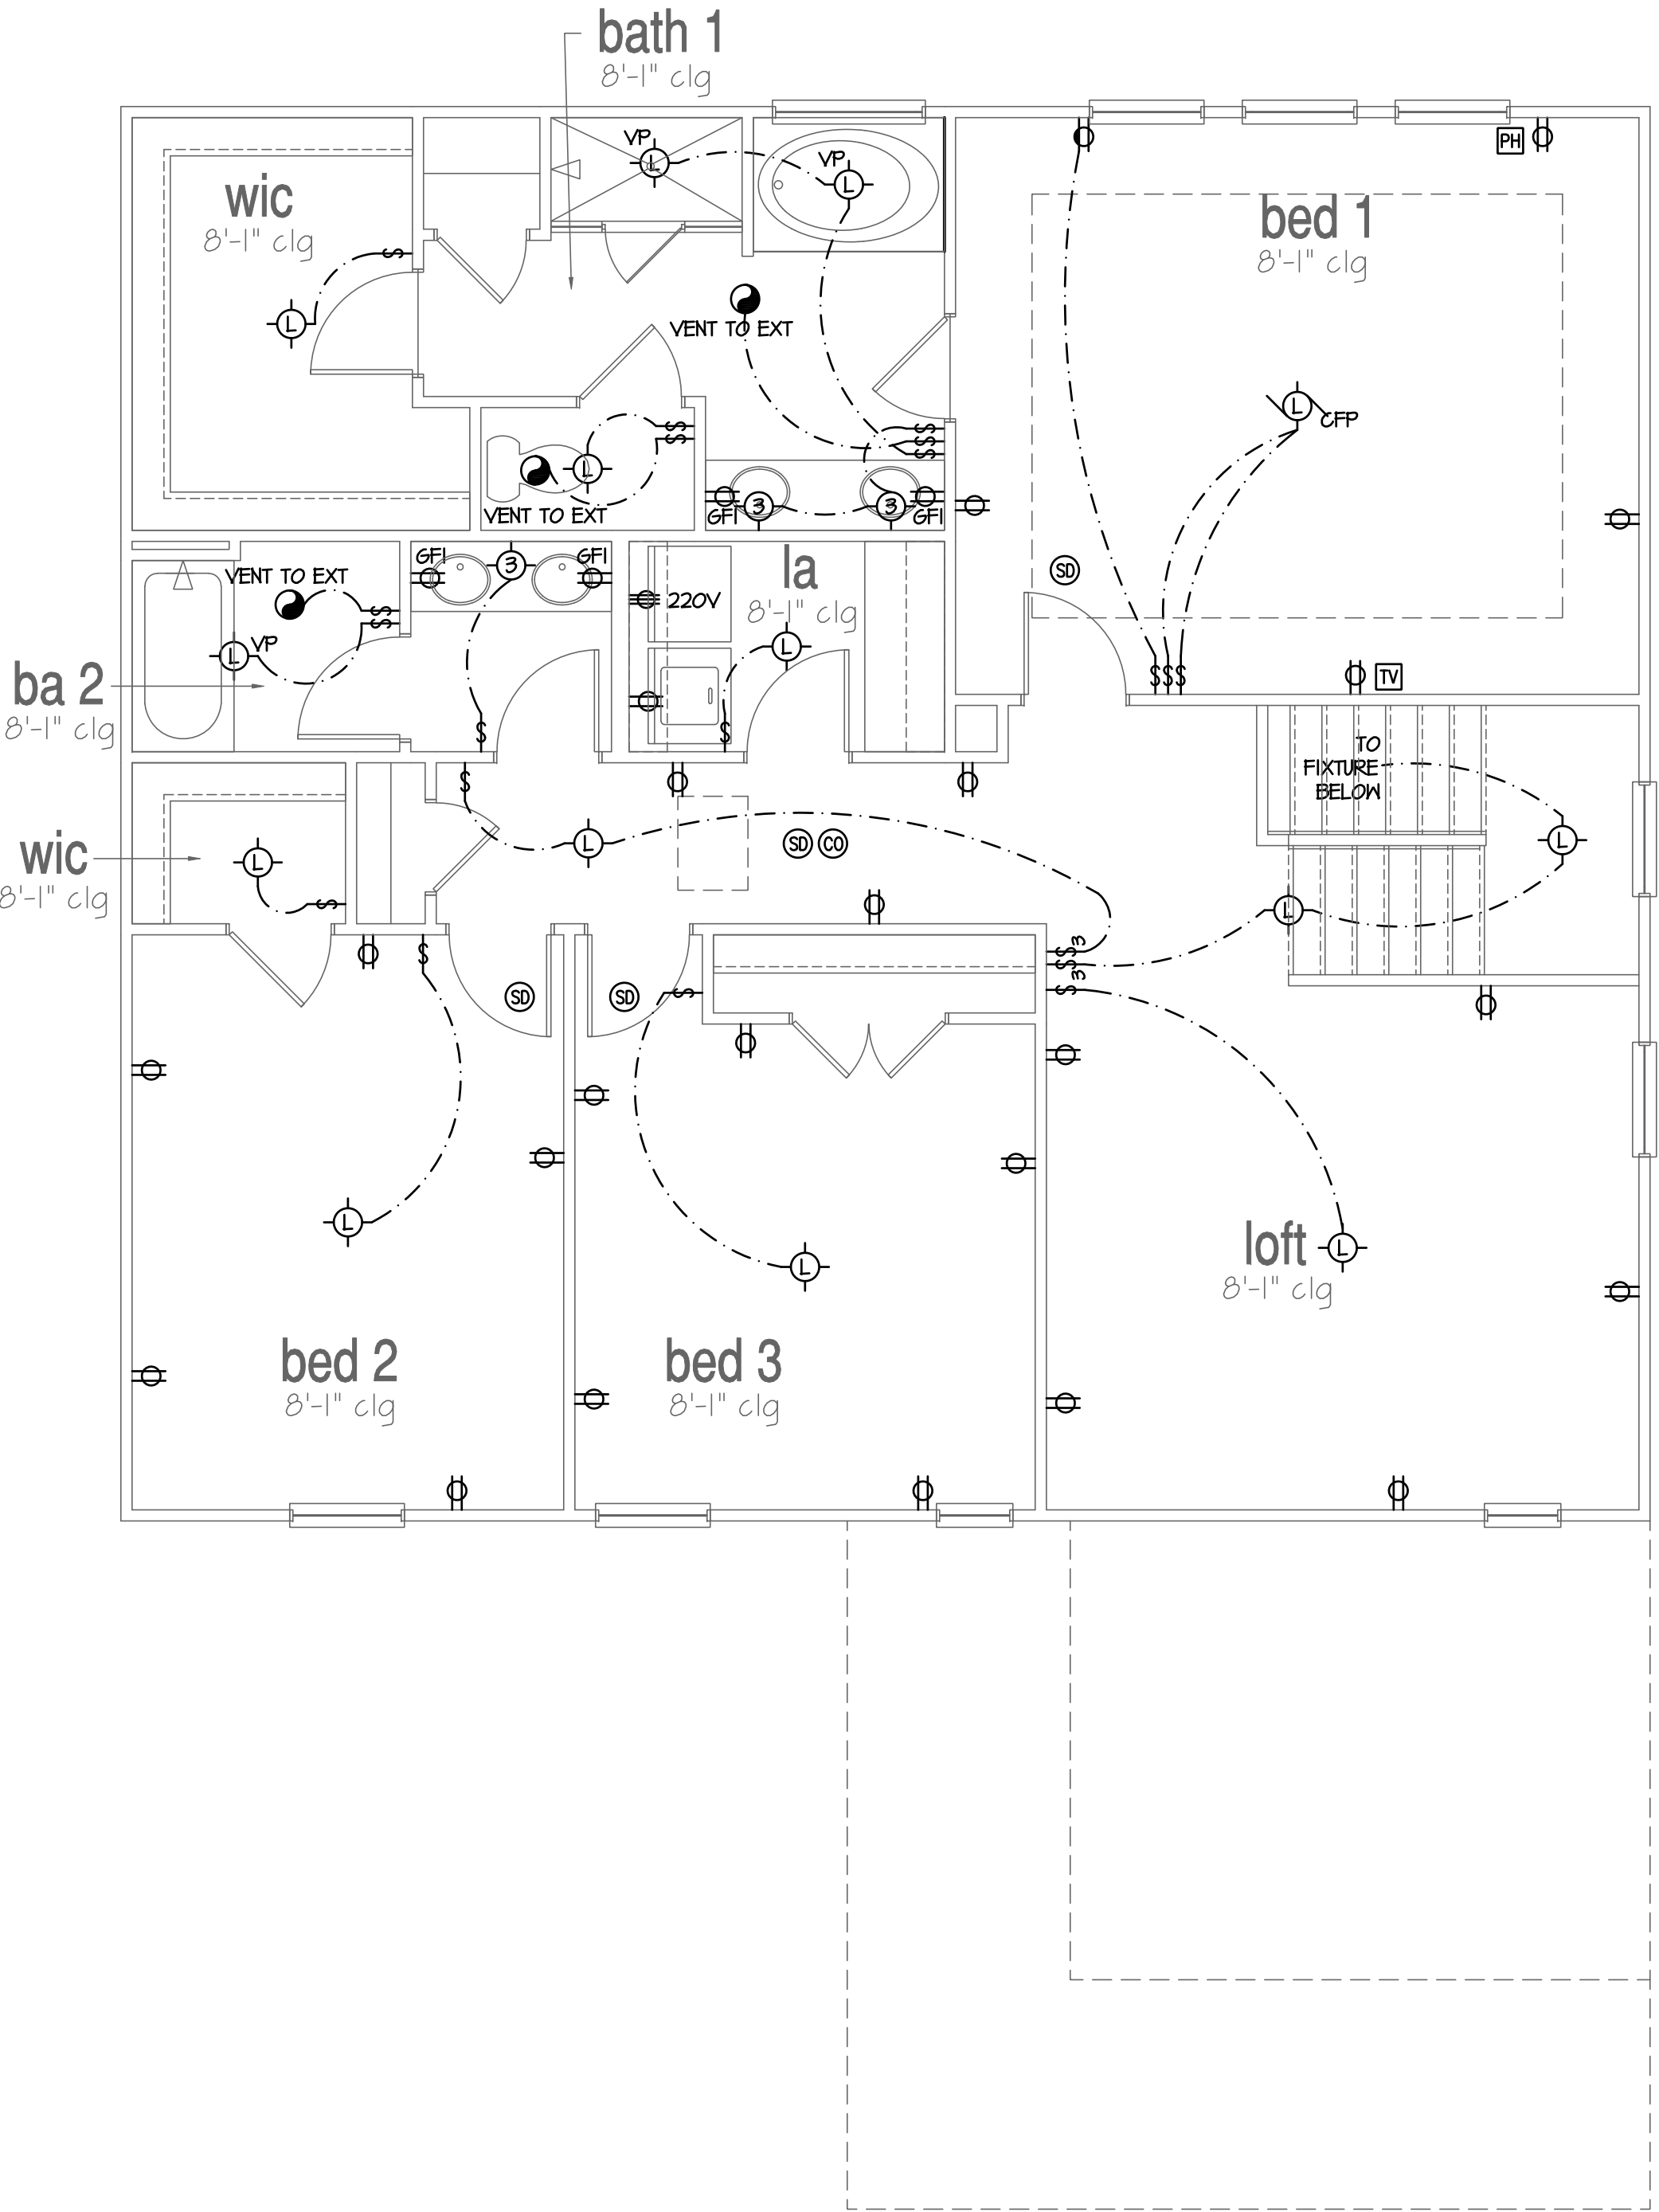 bath 1
8'-1" clg
VP
L
VP
L
PH
wic
8'-1" clg
$
L
bed 1
8'-1" clg
VENT TO EXT
L
CFP
$
$
$
$
$
L
VENT TO EXT
GFI
3
3
GFI
GFI
3
GFI
la
8'-1" clg
SD
VENT TO EXT
$
$
220V
L
VP
L
ba 2
8'-1" clg
$
$
$ $ $
TV
TO
FIXTURE
BELOW
$
L
SD
CO
L
wic
8'-1" clg
L
$
L
$
$ 3
$
$ 3
SD
SD
$
L
L
loft
8'-1" clg
L
bed 2
8'-1" clg
bed 3
8'-1" clg